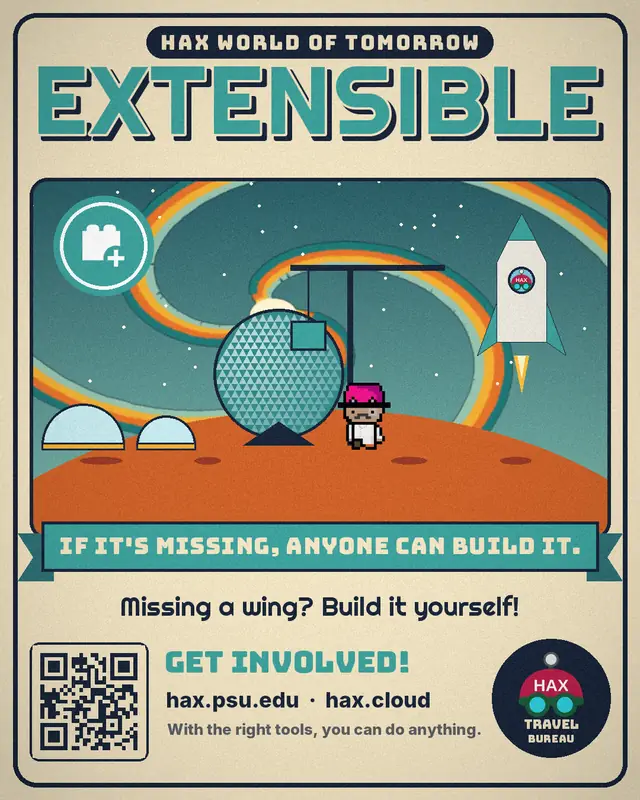 HAX WORLD OF TOMORROW
EXTENSIBLE
HAX
IF IT'S MISSING, ANYONE CAN BUILD IT.
Missing a wing? Build it yourself!
GET INVOLVED!
hax.psu.edu · hax.cloud
With the right tools, you can do anything.
HAX
TRAVEL
BUREAU